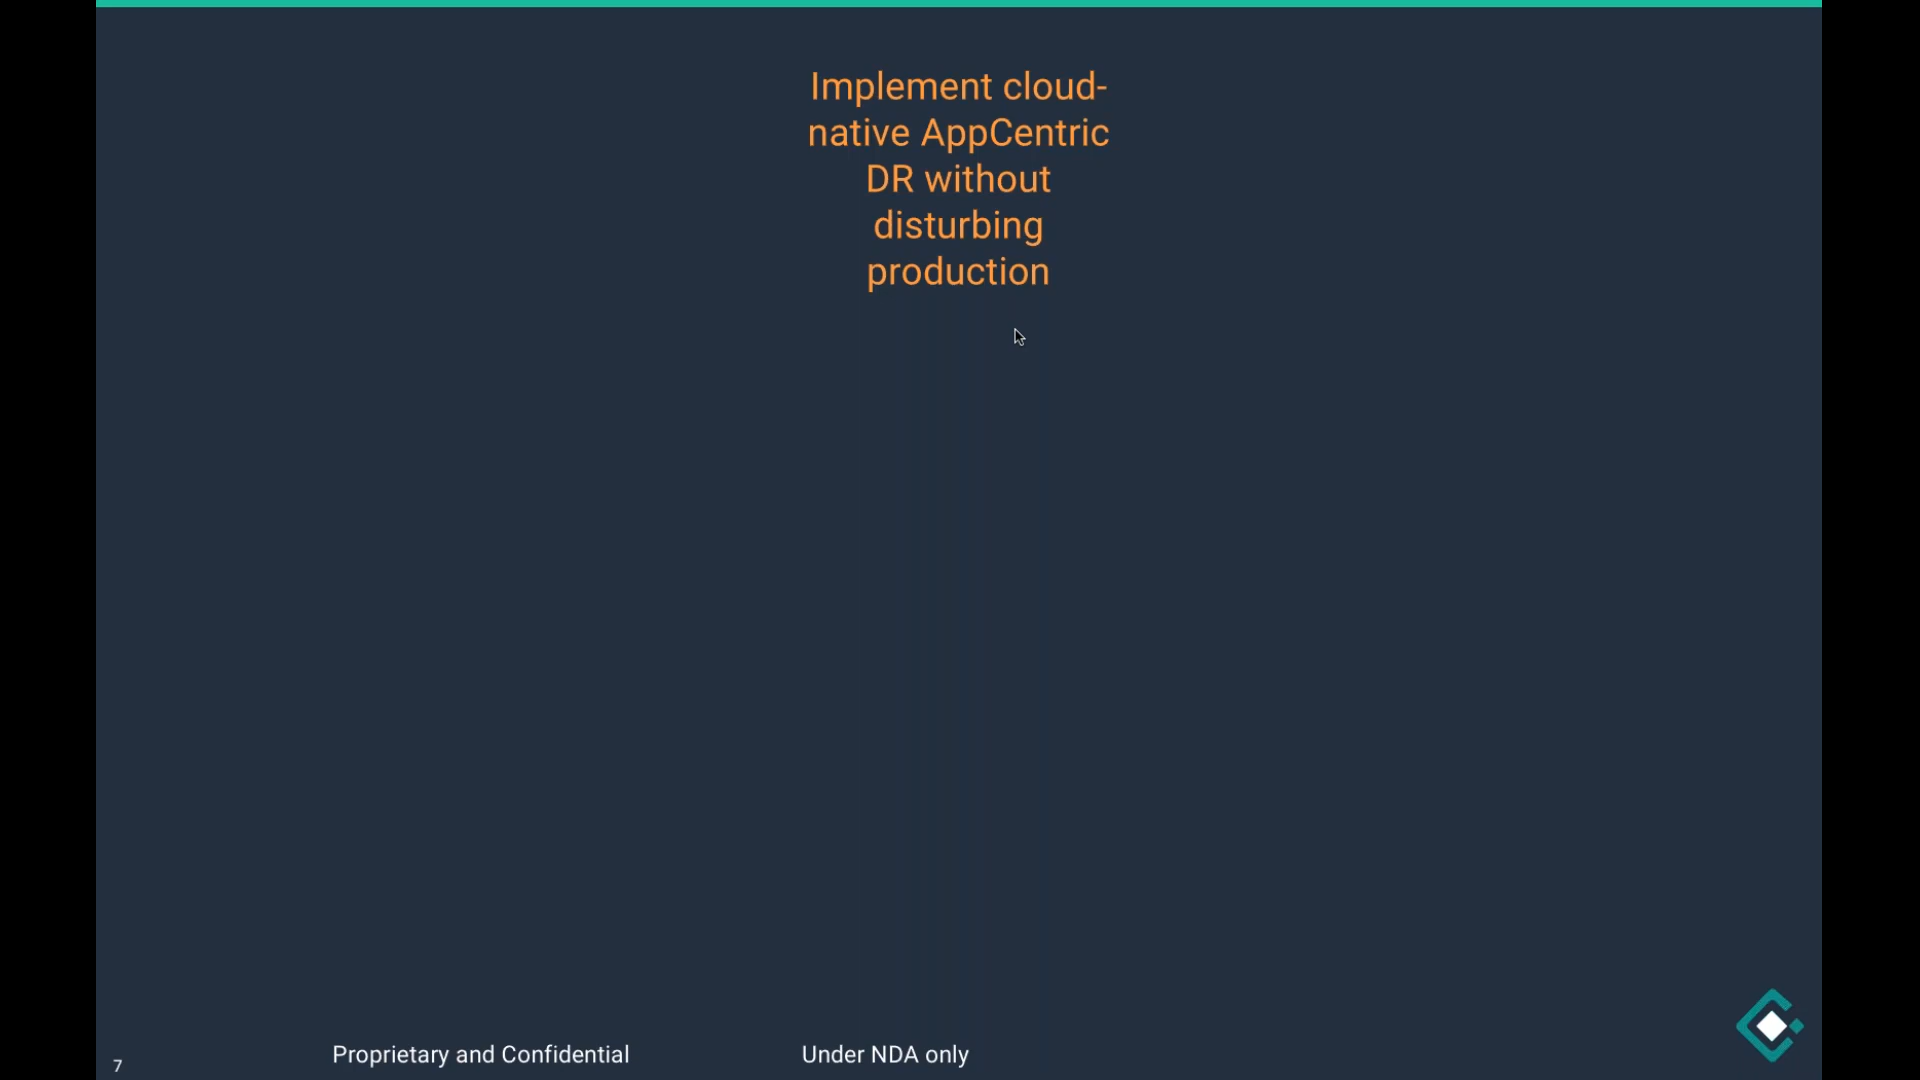 Implement cloud-
native AppCentric
DR without
disturbing
production
7
Proprietary and Confidential
Under NDA only